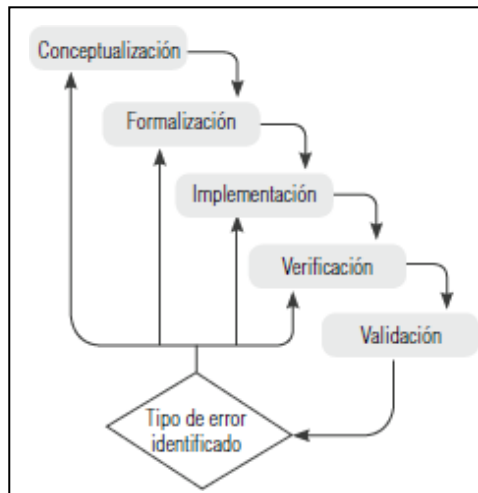 Conceptualización
Formalización
Implementación
Verificación
Validación
Tipo de error
identificado